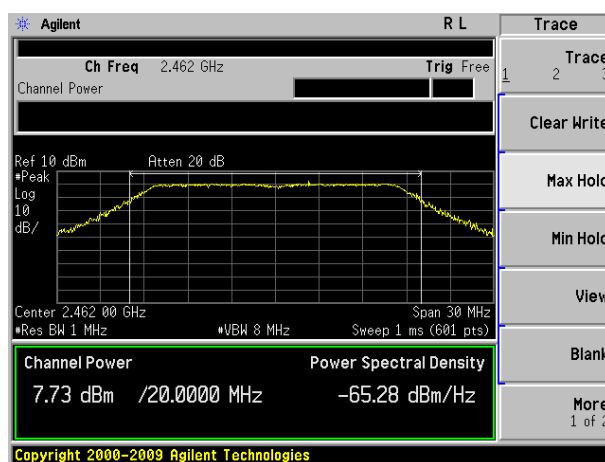 Agilent R L Trace
Ch Freq 2.462 GHz Trig Free
Channel Power
Trace
1 2 3
Clear Write
Max Hold
Min Hold
View
Blank
More
1 of 2
Ref 10 dBm Atten 20 dB
#Peak
Log
10
dB/
Center 2.462 00 GHz Span 30 MHz
#Res BW 1 MHz #VBW 8 MHz Sweep 1 ms (601 pts)
Channel Power Power Spectral Density
7.73 dBm /20.0000 MHz -65.28 dBm/Hz
Copyright 2000-2009 Agilent Technologies